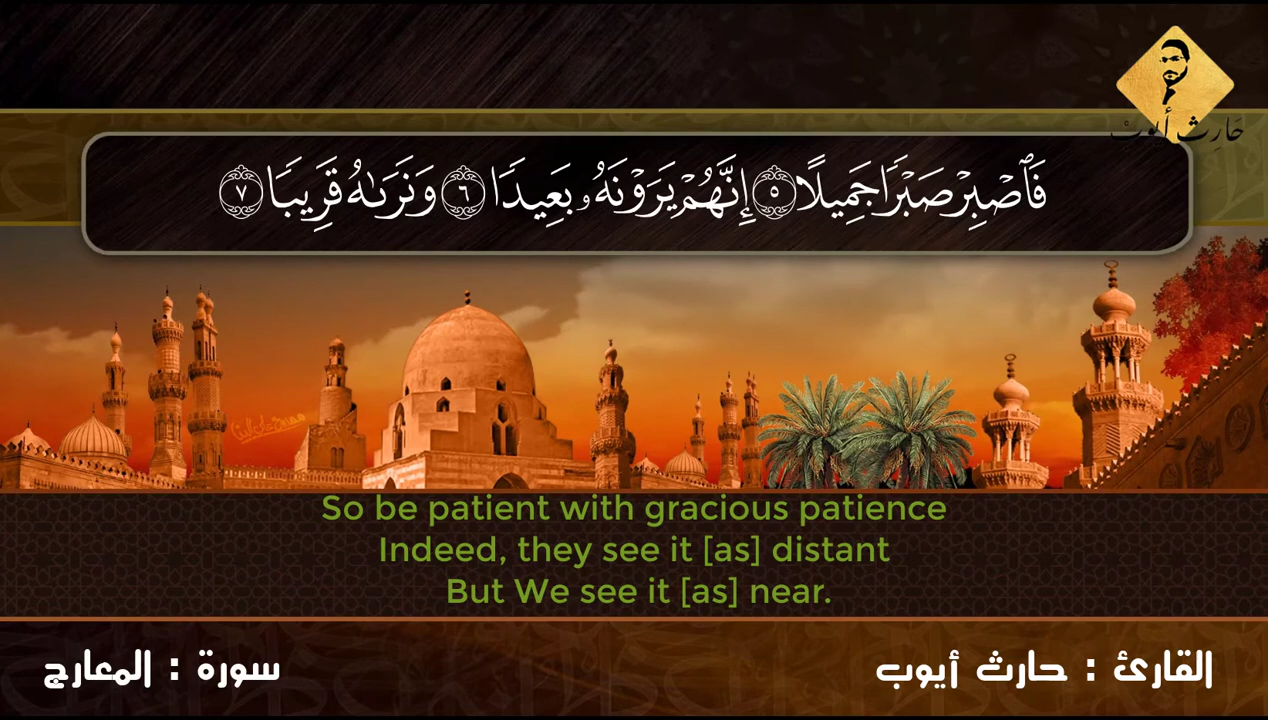 حارث أيوب
فَٱصۡبِرۡ صَبۡرٗا جَمِيلًا ٥ إِنَّهُمۡ يَرَوۡنَهُۥ بَعِيدٗا ٦ وَنَرَىٰهُ قَرِيبٗا ٧
So be patient with gracious patience
Indeed, they see it [as] distant
But We see it [as] near.
القارئ : حارث أيوب
سورة : المعارج